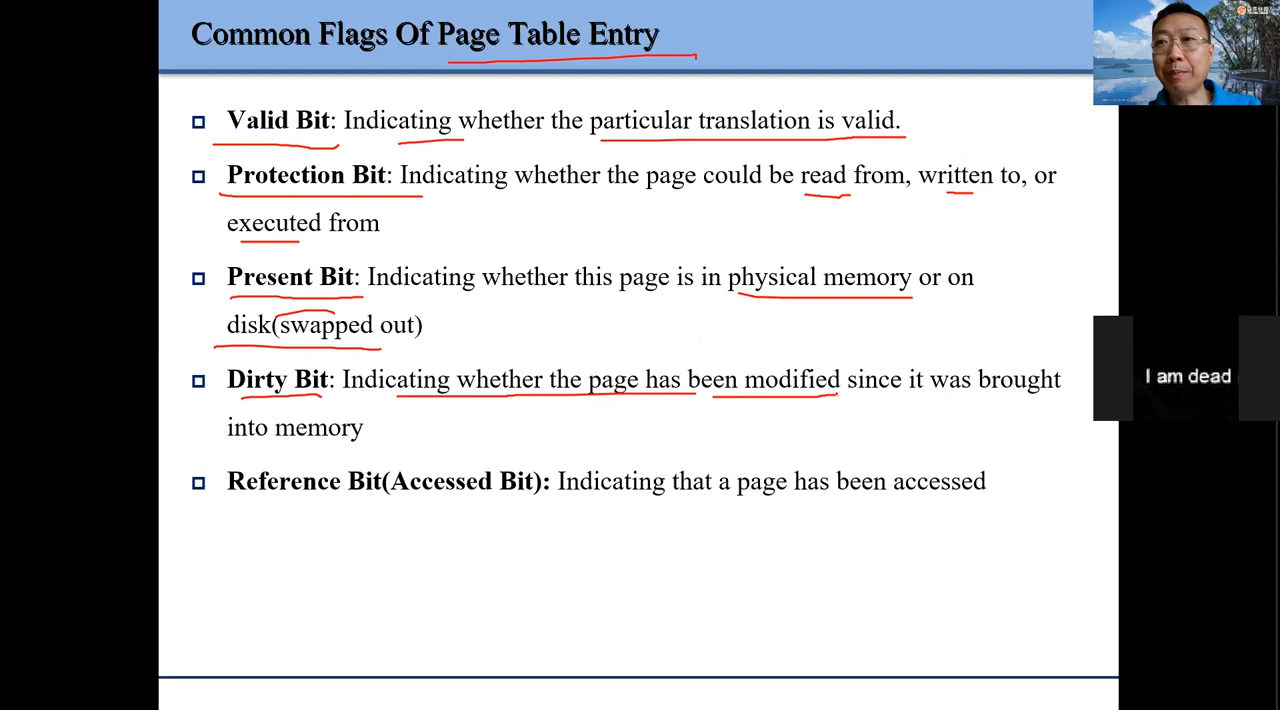 Common Flags Of Page Table Entry
Valid Bit: Indicating whether the particular translation is valid.
Protection Bit: Indicating whether the page could be read from, written to, or
executed from
Present Bit: Indicating whether this page is in physical memory or on
disk(swapped out)
Dirty Bit: Indicating whether the page has been modified since it was brought
into memory
Reference Bit(Accessed Bit): Indicating that a page has been accessed
I am dead